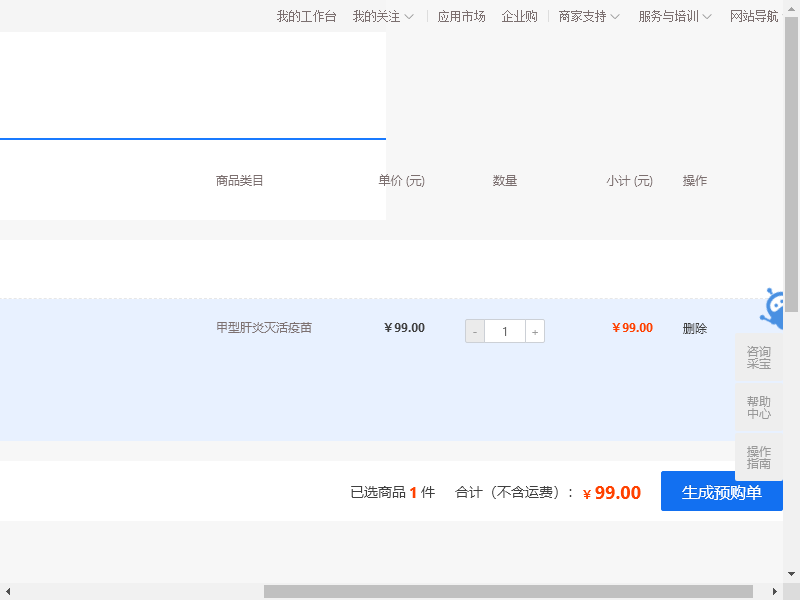 我的工作台 我的关注 应用市场 企业购 商家支持 服务与培训 网站导航
商品类目 单价 (元) 数量 小计 (元) 操作
甲型肝炎灭活疫苗 ¥99.00 - 1 + ¥99.00 删除
咨询
采宝
帮助
中心
操作
指南
已选商品 1 件 合计（不含运费）： ¥ 99.00 生成预购单